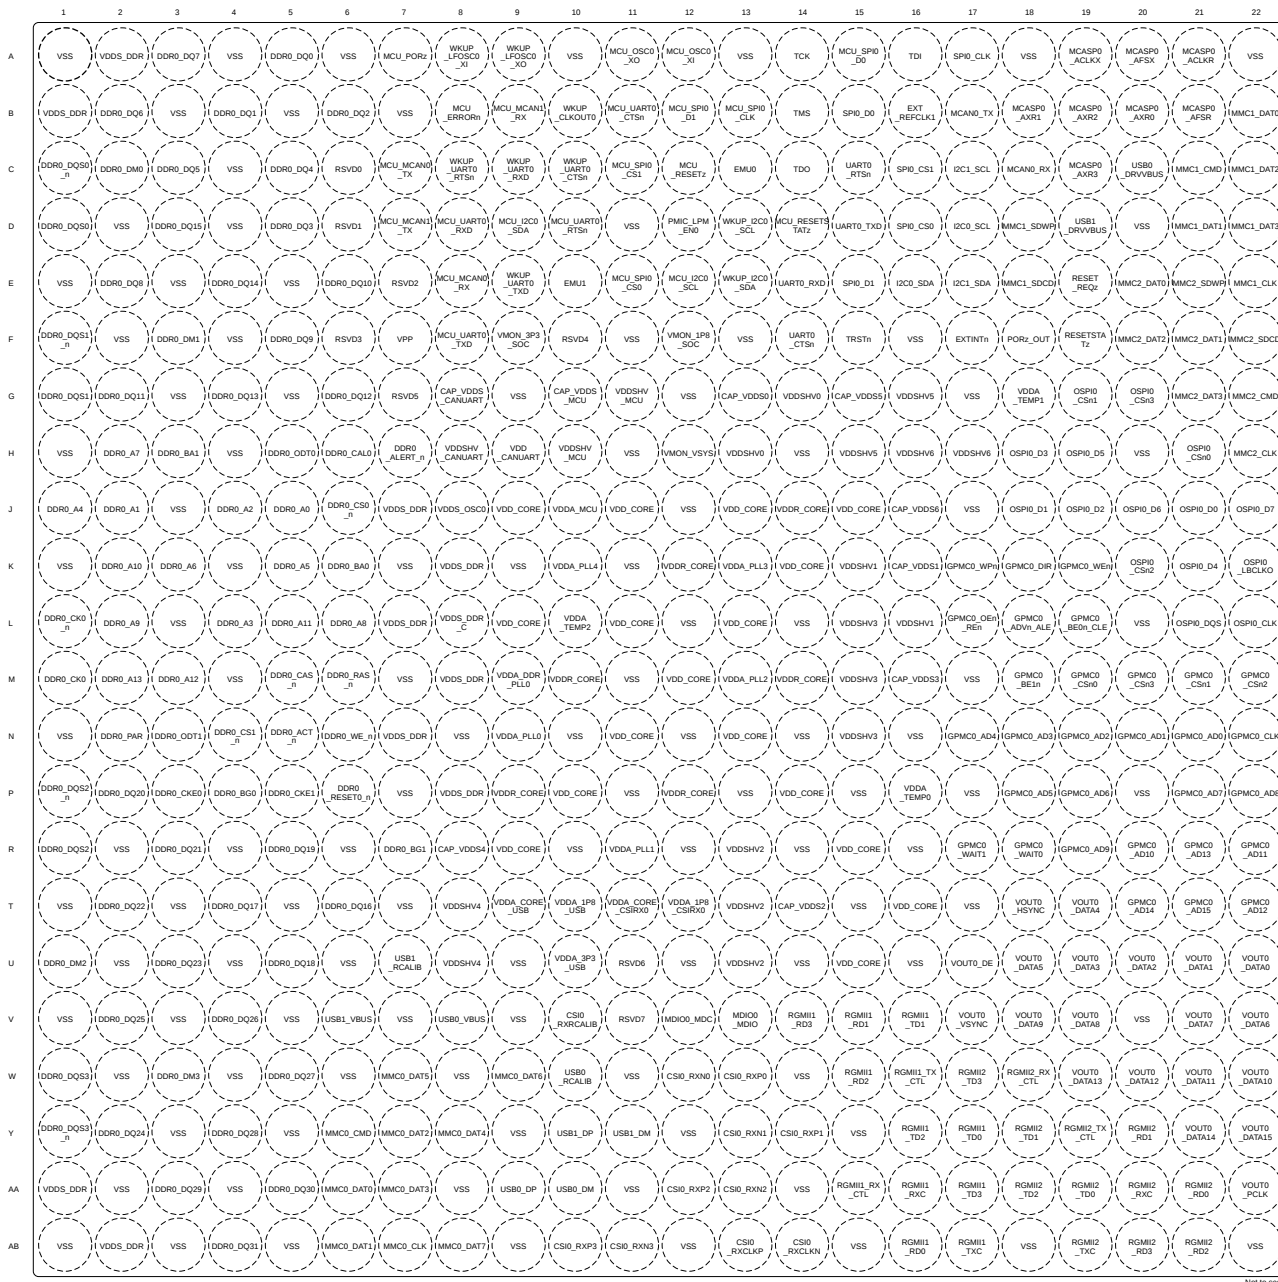 1 2 3 4 5 6 7 8 9 10 11 12 13 14 15 16 17 18 19 20 21 22
A VSS VDDS_DDR DDR0_DQ7 VSS DDR0_DQ0 VSS MCU_PORz WKUP_LFOSC0_XI WKUP_LFOSC0_XO VSS MCU_OSC0_XO MCU_OSC0_XI VSS TCK MCU_SPI0_D0 TDI SPI0_CLK VSS MCASP0_ACLKX MCASP0_AFSX MCASP0_ACLKR VSS
B VDDS_DDR DDR0_DQ6 VSS DDR0_DQ1 VSS DDR0_DQ2 VSS MCU_ERRORn MCU_MCAN1_RX WKUP_CLKOUT0 MCU_UART0_CTSn MCU_SPI0_D1 MCU_SPI0_CLK TMS SPI0_D0 EXT_REFCLK1 MCAN0_TX MCASP0_AXR1 MCASP0_AXR2 MCASP0_AXR0 MCASP0_AFSR MMC1_DAT0
C DDR0_DQS0_n DDR0_DM0 DDR0_DQ5 VSS DDR0_DQ4 RSVD0 MCU_MCAN0_TX WKUP_UART0_RTSn WKUP_UART0_RXD WKUP_UART0_CTSn MCU_SPI0_CS1 MCU_RESETz EMU0 TDO UART0_RTSn SPI0_CS1 I2C1_SCL MCAN0_RX MCASP0_AXR3 USB0_DRVVBUS MMC1_CMD MMC1_DAT2
D DDR0_DQS0 VSS DDR0_DQ15 VSS DDR0_DQ3 RSVD1 MCU_MCAN1_TX MCU_UART0_RXD MCU_I2C0_SDA MCU_UART0_RTSn VSS PMIC_LPM_EN0 WKUP_I2C0_SCL MCU_RESETSTATz UART0_TXD SPI0_CS0 I2C0_SCL MMC1_SDWP USB1_DRVVBUS VSS MMC1_DAT1 MMC1_DAT3
E VSS DDR0_DQ8 VSS DDR0_DQ14 VSS DDR0_DQ10 RSVD2 MCU_MCAN0_RX WKUP_UART0_TXD EMU1 MCU_SPI0_CS0 MCU_I2C0_SCL WKUP_I2C0_SDA UART0_RXD SPI0_D1 I2C0_SDA I2C1_SDA MMC1_SDCD RESET_REQz MMC2_DAT0 MMC2_SDWP MMC1_CLK
F DDR0_DQS1_n VSS DDR0_DM1 VSS DDR0_DQ9 RSVD3 VPP MCU_UART0_TXD VMON_3P3_SOC RSVD4 VSS VMON_1P8_SOC VSS UART0_CTSn TRSTn VSS EXTINTn PORz_OUT RESETSTATz MMC2_DAT2 MMC2_DAT1 MMC2_SDCD
G DDR0_DQS1 DDR0_DQ11 VSS DDR0_DQ13 VSS DDR0_DQ12 RSVD5 CAP_VDDS_CANUART VSS CAP_VDDS_MCU VDDSHV_MCU VSS CAP_VDDS0 VDDSHV0 CAP_VDDS5 VDDSHV5 VSS VDDA_TEMP1 OSPI0_CSn1 OSPI0_CSn3 MMC2_DAT3 MMC2_CMD
H VSS DDR0_A7 DDR0_BA1 VSS DDR0_ODT0 DDR0_CAL0 DDR0_ALERT_n VDDSHV_CANUART VDD_CANUART VDDSHV_MCU VSS VMON_VSYS VDDSHV0 VSS VDDSHV5 VDDSHV6 VDDSHV6 OSPI0_D3 OSPI0_D5 VSS OSPI0_CSn0 MMC2_CLK
J DDR0_A4 DDR0_A1 VSS DDR0_A2 DDR0_A0 DDR0_CS0_n VDDS_DDR VDDS_OSC0 VDD_CORE VDDA_MCU VDD_CORE VSS VDD_CORE VDDR_CORE VDD_CORE CAP_VDDS6 VSS OSPI0_D1 OSPI0_D2 OSPI0_D6 OSPI0_D0 OSPI0_D7
K VSS DDR0_A10 DDR0_A6 VSS DDR0_A5 DDR0_BA0 VSS VDDS_DDR VSS VDDA_PLL4 VSS VDDR_CORE VDDA_PLL3 VDD_CORE VDDSHV1 CAP_VDDS1 GPMC0_WPn GPMC0_DIR GPMC0_WEn OSPI0_CSn2 OSPI0_D4 OSPI0_LBCLKO
L DDR0_CK0_n DDR0_A9 VSS DDR0_A3 DDR0_A11 DDR0_A8 VSS VDDS_DDR_C VDD_CORE VDDA_TEMP2 VDD_CORE VSS VDD_CORE VSS VDDSHV3 VDDSHV1 GPMC0_OEn_REn GPMC0_ADVn_ALE GPMC0_BE0n_CLE VSS OSPI0_DQS OSPI0_CLK
M DDR0_CK0 DDR0_A13 DDR0_A12 VSS DDR0_CAS_n DDR0_RAS_n VSS VDDS_DDR VDDA_DDR_PLL0 VDDR_CORE VSS VDD_CORE VDDA_PLL2 VDDR_CORE VDDSHV3 CAP_VDDS3 VSS GPMC0_BE1n GPMC0_CSn0 GPMC0_CSn3 GPMC0_CSn1 GPMC0_CSn2
N VSS DDR0_PAR DDR0_ODT1 DDR0_CS1_n DDR0_ACT_n DDR0_WE_n VDDS_DDR VSS VDDA_PLL0 VSS VDD_CORE VSS VDD_CORE VSS VDDSHV3 VSS GPMC0_AD4 GPMC0_AD3 GPMC0_AD2 GPMC0_AD1 GPMC0_AD0 GPMC0_CLK
P DDR0_DQS2_n DDR0_DQ20 DDR0_CKE0 DDR0_BG0 DDR0_CKE1 DDR0_RESET0_n VSS VDDS_DDR VDDR_CORE VDD_CORE VSS VDDR_CORE VSS VDD_CORE VSS VDDA_TEMP0 VSS GPMC0_AD5 GPMC0_AD6 VSS GPMC0_AD7 GPMC0_AD8
R DDR0_DQS2 VSS DDR0_DQ21 VSS DDR0_DQ19 VSS DDR0_BG1 CAP_VDDS4 VDD_CORE VSS VDDA_PLL1 VSS VDDSHV2 VSS VDD_CORE VSS GPMC0_WAIT1 GPMC0_WAIT0 GPMC0_AD9 GPMC0_AD10 GPMC0_AD13 GPMC0_AD11
T VSS DDR0_DQ22 VSS DDR0_DQ17 VSS DDR0_DQ16 VSS VDDSHV4 VDDA_CORE_USB VDDA_1P8_USB VDDA_CORE_CSIRX0 VDDA_1P8_CSIRX0 VDDSHV2 CAP_VDDS2 VSS VDD_CORE VSS VOUT0_HSYNC VOUT0_DATA4 GPMC0_AD14 GPMC0_AD15 GPMC0_AD12
U DDR0_DM2 VSS DDR0_DQ23 VSS DDR0_DQ18 VSS USB1_RCALIB VDDSHV4 VSS VDDA_3P3_USB RSVD6 VSS VDDSHV2 VSS VDD_CORE VSS VOUT0_DE VOUT0_DATA5 VOUT0_DATA3 VOUT0_DATA2 VOUT0_DATA1 VOUT0_DATA0
V VSS DDR0_DQ25 VSS DDR0_DQ26 VSS USB1_VBUS VSS USB0_VBUS VSS CSI0_RXRCALIB RSVD7 MDIO0_MDC MDIO0_MDIO RGMII1_RD3 RGMII1_RD1 RGMII1_TD1 VOUT0_VSYNC VOUT0_DATA9 VOUT0_DATA8 VSS VOUT0_DATA7 VOUT0_DATA6
W DDR0_DQS3 VSS DDR0_DM3 VSS DDR0_DQ27 VSS MMC0_DAT5 VSS MMC0_DAT6 USB0_RCALIB VSS CSI0_RXN0 CSI0_RXP0 VSS RGMII1_RD2 RGMII1_TX_CTL RGMII2_TD3 RGMII2_RX_CTL VOUT0_DATA13 VOUT0_DATA12 VOUT0_DATA11 VOUT0_DATA10
Y DDR0_DQS3_n DDR0_DQ24 VSS DDR0_DQ28 VSS MMC0_CMD MMC0_DAT2 MMC0_DAT4 VSS USB1_DP USB1_DM VSS CSI0_RXN1 CSI0_RXP1 VSS RGMII1_TD2 RGMII1_TD0 RGMII2_TD1 RGMII2_TX_CTL RGMII2_RD1 VOUT0_DATA14 VOUT0_DATA15
AA VDDS_DDR VSS DDR0_DQ29 VSS DDR0_DQ30 MMC0_DAT0 MMC0_DAT3 VSS USB0_DP USB0_DM VSS CSI0_RXP2 CSI0_RXN2 VSS RGMII1_RX_CTL RGMII1_RXC RGMII1_TD3 RGMII2_TD2 RGMII2_TD0 RGMII2_RXC RGMII2_RD0 VOUT0_PCLK
AB VSS VDDS_DDR VSS DDR0_DQ31 VSS MMC0_DAT1 MMC0_CLK MMC0_DAT7 VSS CSI0_RXP3 CSI0_RXN3 VSS CSI0_RXCLKP CSI0_RXCLKN VSS RGMII1_RD0 RGMII1_TXC VSS RGMII2_TXC RGMII2_RD3 RGMII2_RD2 VSS